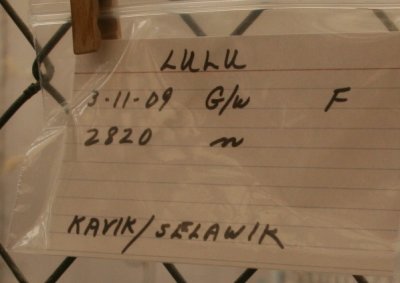 LULU
3-11-09 G/W F
2820 m
KAVIK/SELAWIK